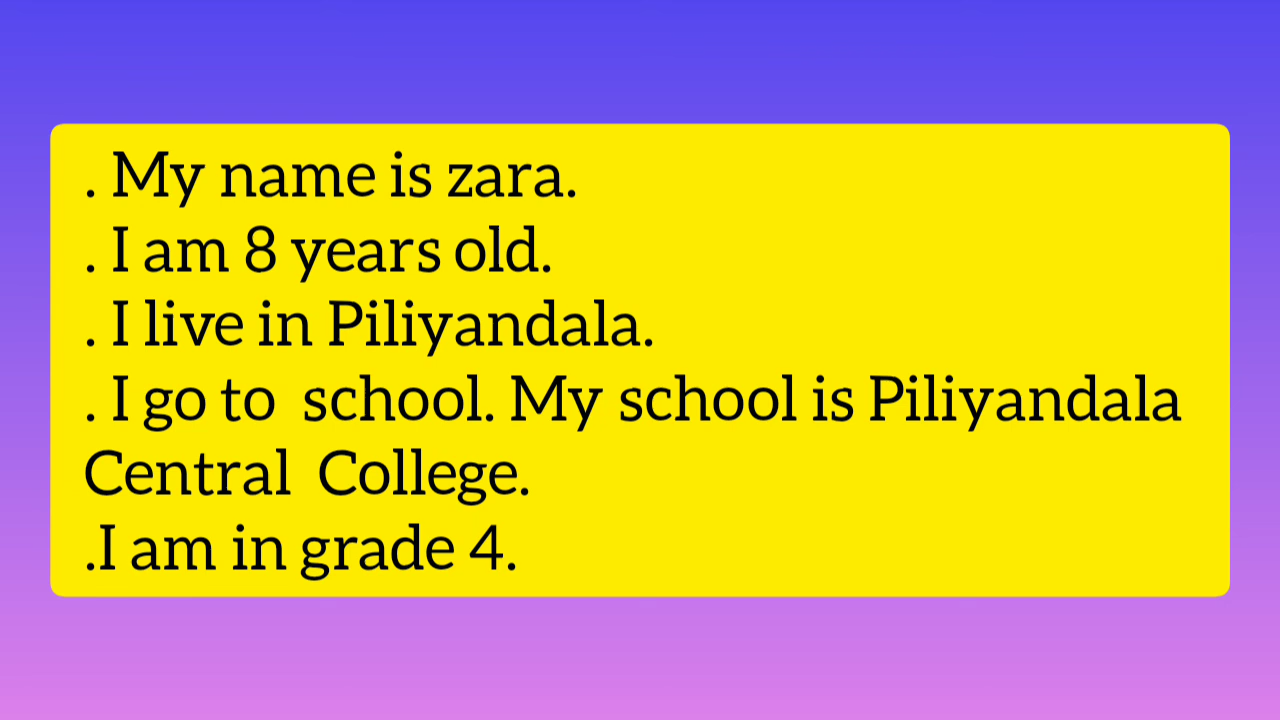 . My name is zara.
. I am 8 years old.
. I live in Piliyandala.
. I go to  school. My school is Piliyandala
Central  College.
.I am in grade 4.